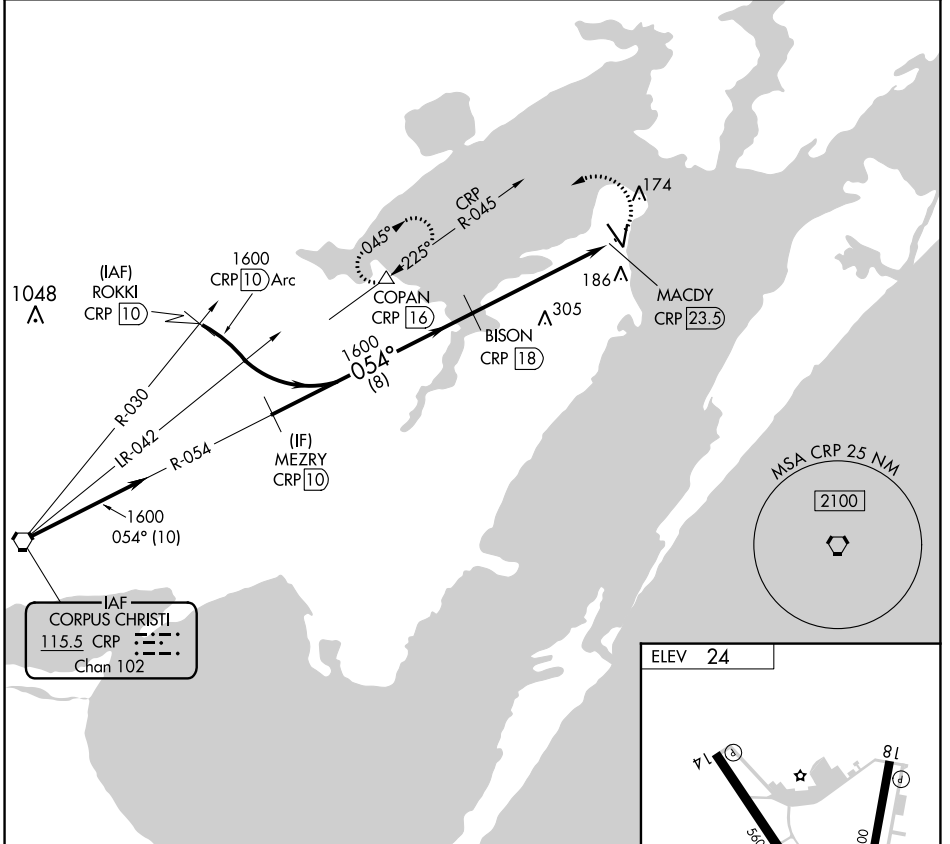 1048
(IAF)
ROKKI
CRP 10
1600
CRP 10 Arc
R-030
LR-042
R-054
1600
054° (10)
(IF)
MEZRY
CRP 10
1600
054°
(8)
045°
225°
CRP
R-045
COPAN
CRP 16
BISON
CRP 18
305
174
186
MACDY
CRP 23.5
IAF
CORPUS CHRISTI
115.5 CRP
Chan 102
MSA CRP 25 NM
2100
ELEV 24
14
P
18
P
560
00